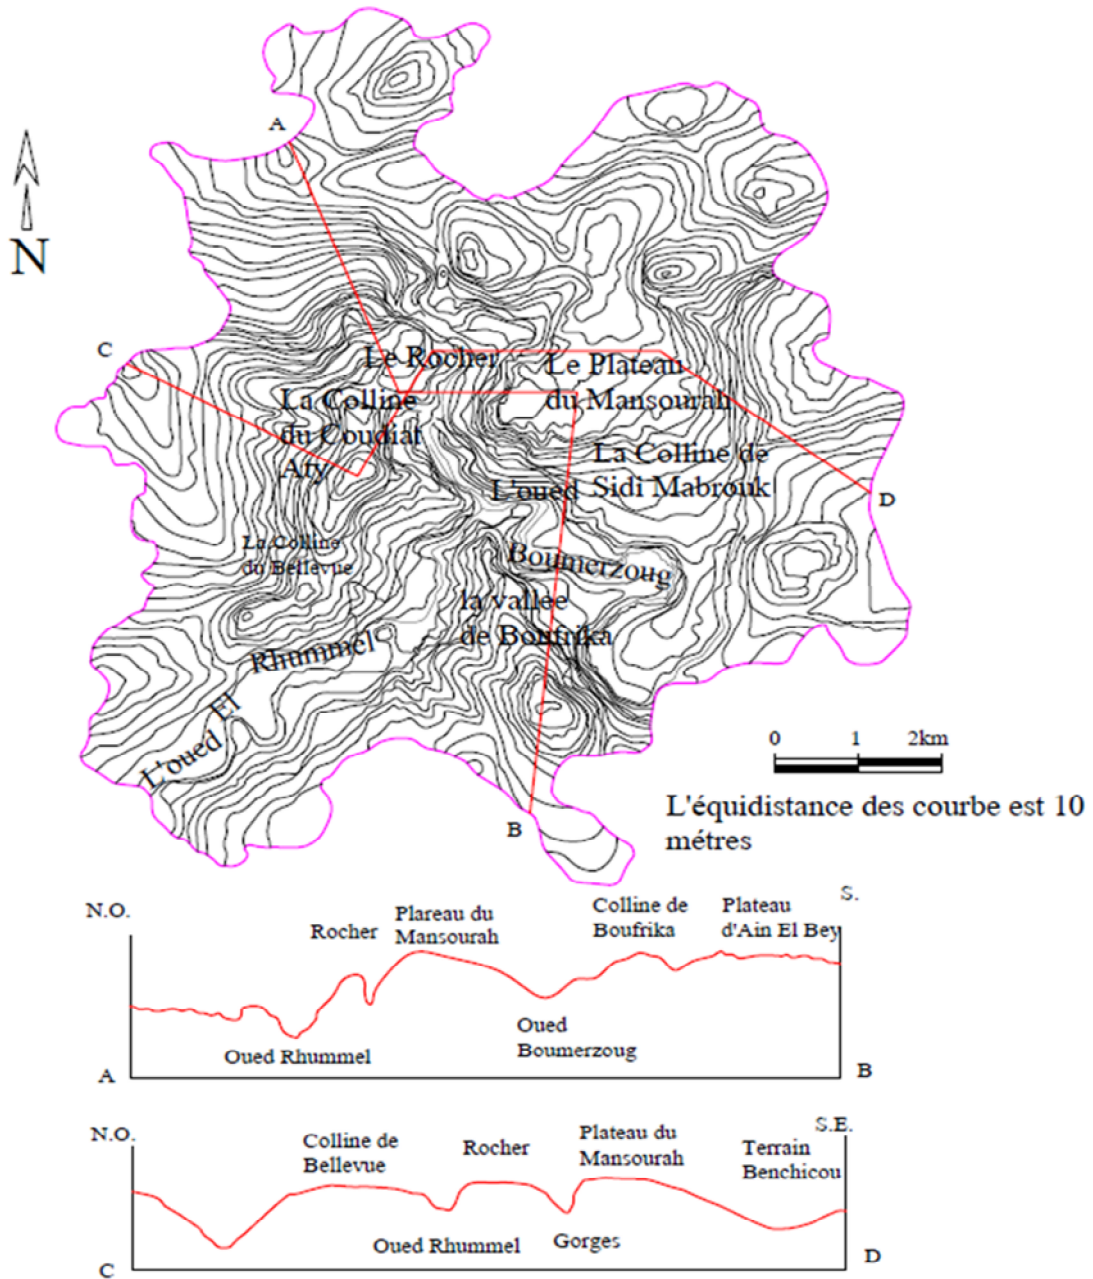 A
N
C
Le Rocher
Le Plateau
du Mansourah
La Colline
du Coudiat
Aty
La Colline de
Sidi Mabrouk
L'oued
D
La Colline
du Bellevue
Boumerzoug
la vallée
de Boufrika
Rhummel
El
L'oued
0 1 2km
L'équidistance des courbe est 10
métres
B
N.O.
S.
Rocher
Plareau du
Mansourah
Colline de
Boufrika
Plateau
d'Ain El Bey
Oued Rhummel
Oued
Boumerzoug
A
B
N.O.
S.E.
Colline de
Bellevue
Rocher
Plateau du
Mansourah
Terrain
Benchicou
Oued Rhummel
Gorges
C
D